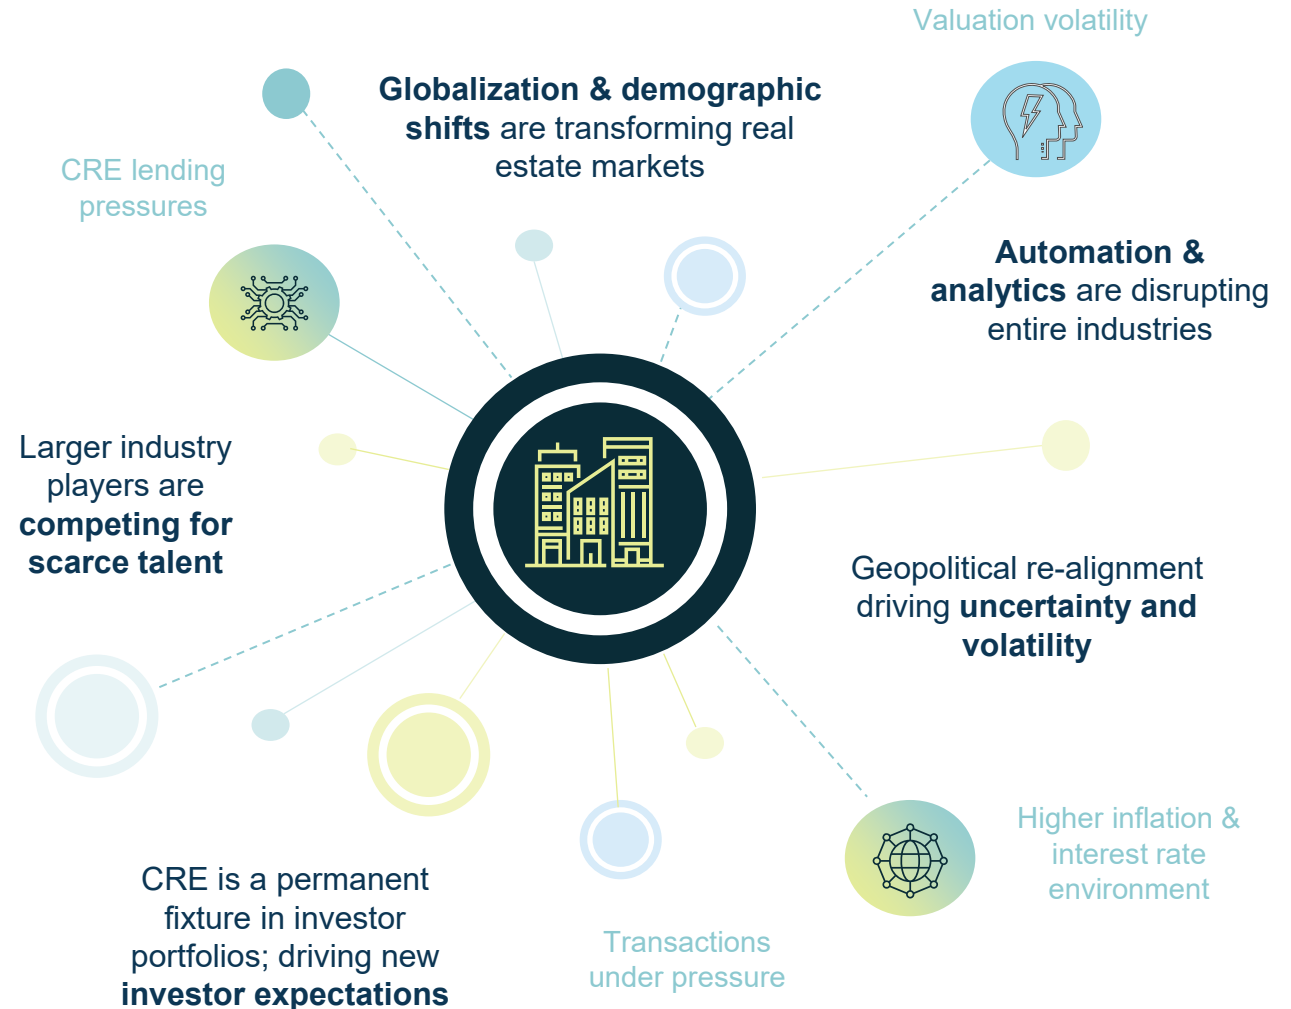 Valuation volatility
Globalization & demographic
shifts are transforming real
estate markets
CRE lending
pressures
Automation &
analytics are disrupting
entire industries
Larger industry
players are
competing for
scarce talent
Geopolitical re-alignment
driving uncertainty and
volatility
Higher inflation &
interest rate
environment
CRE is a permanent
fixture in investor
portfolios; driving new
investor expectations
Transactions
under pressure